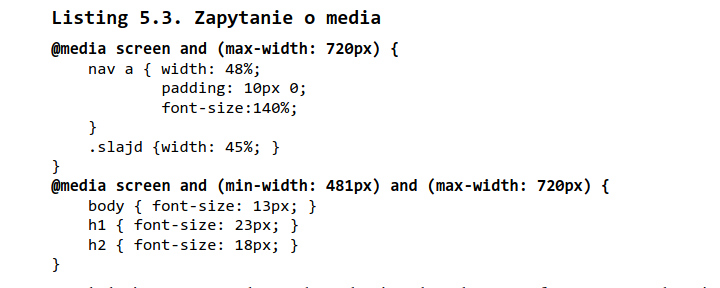 Listing 5.3. Zapytanie o media
@media screen and (max-width: 720px) {
nav a { width: 48%;
padding: 10px 0;
font-size:140%;
}
.slajd {width: 45%; }
}
@media screen and (min-width: 481px) and (max-width: 720px) {
body { font-size: 13px; }
h1 { font-size: 23px; }
h2 { font-size: 18px; }
}